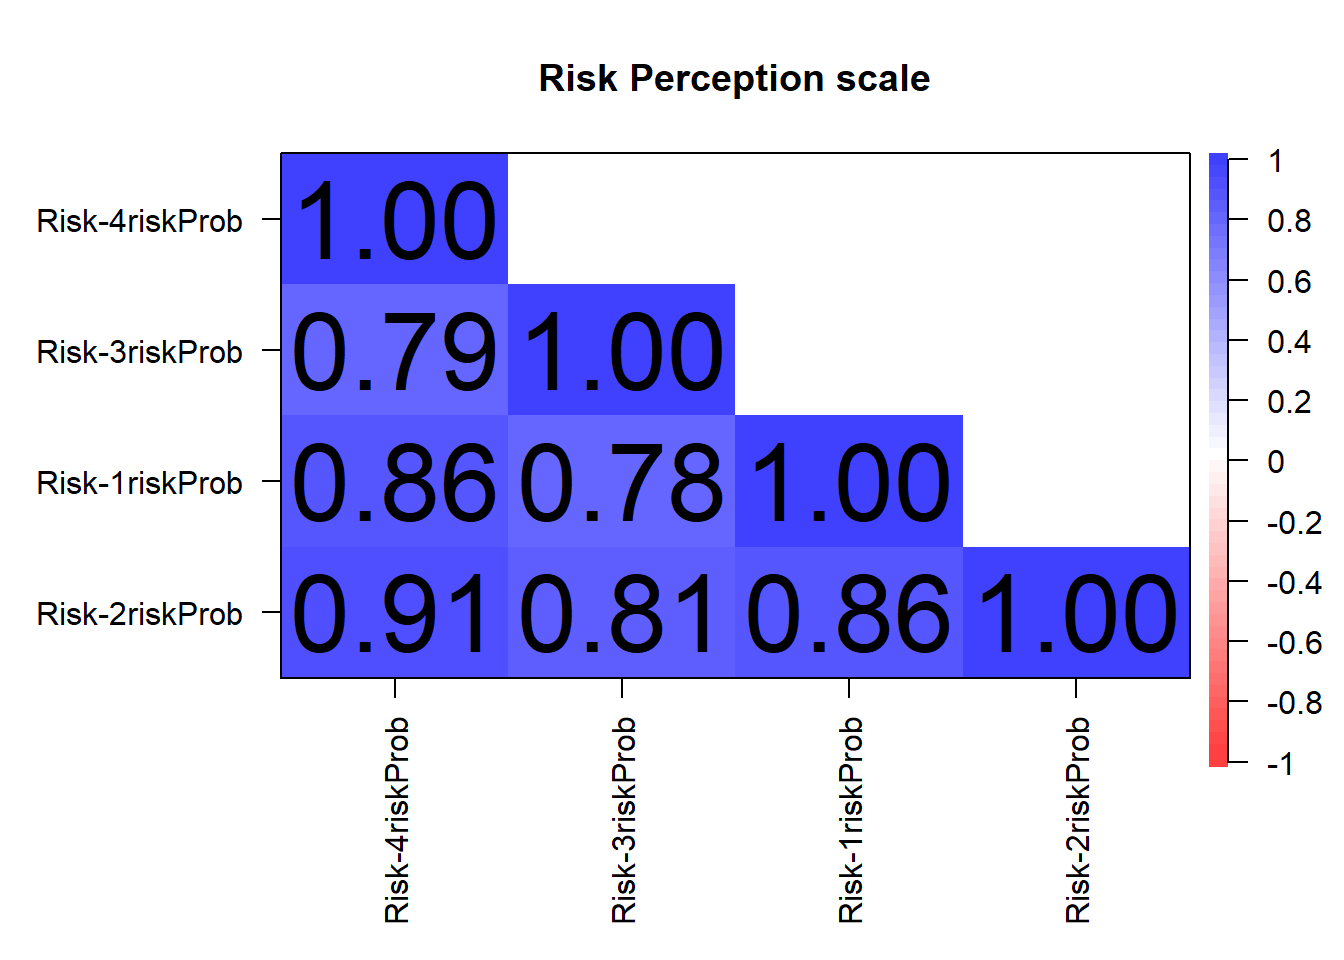 Risk Perception scale
Risk-4riskProb 1.00
Risk-3riskProb 0.79 1.00
Risk-1riskProb 0.86 0.78 1.00
Risk-2riskProb 0.91 0.81 0.86 1.00
Risk-4riskProb
Risk-3riskProb
Risk-1riskProb
Risk-2riskProb
1
0.8
0.6
0.4
0.2
0
-0.2
-0.4
-0.6
-0.8
-1